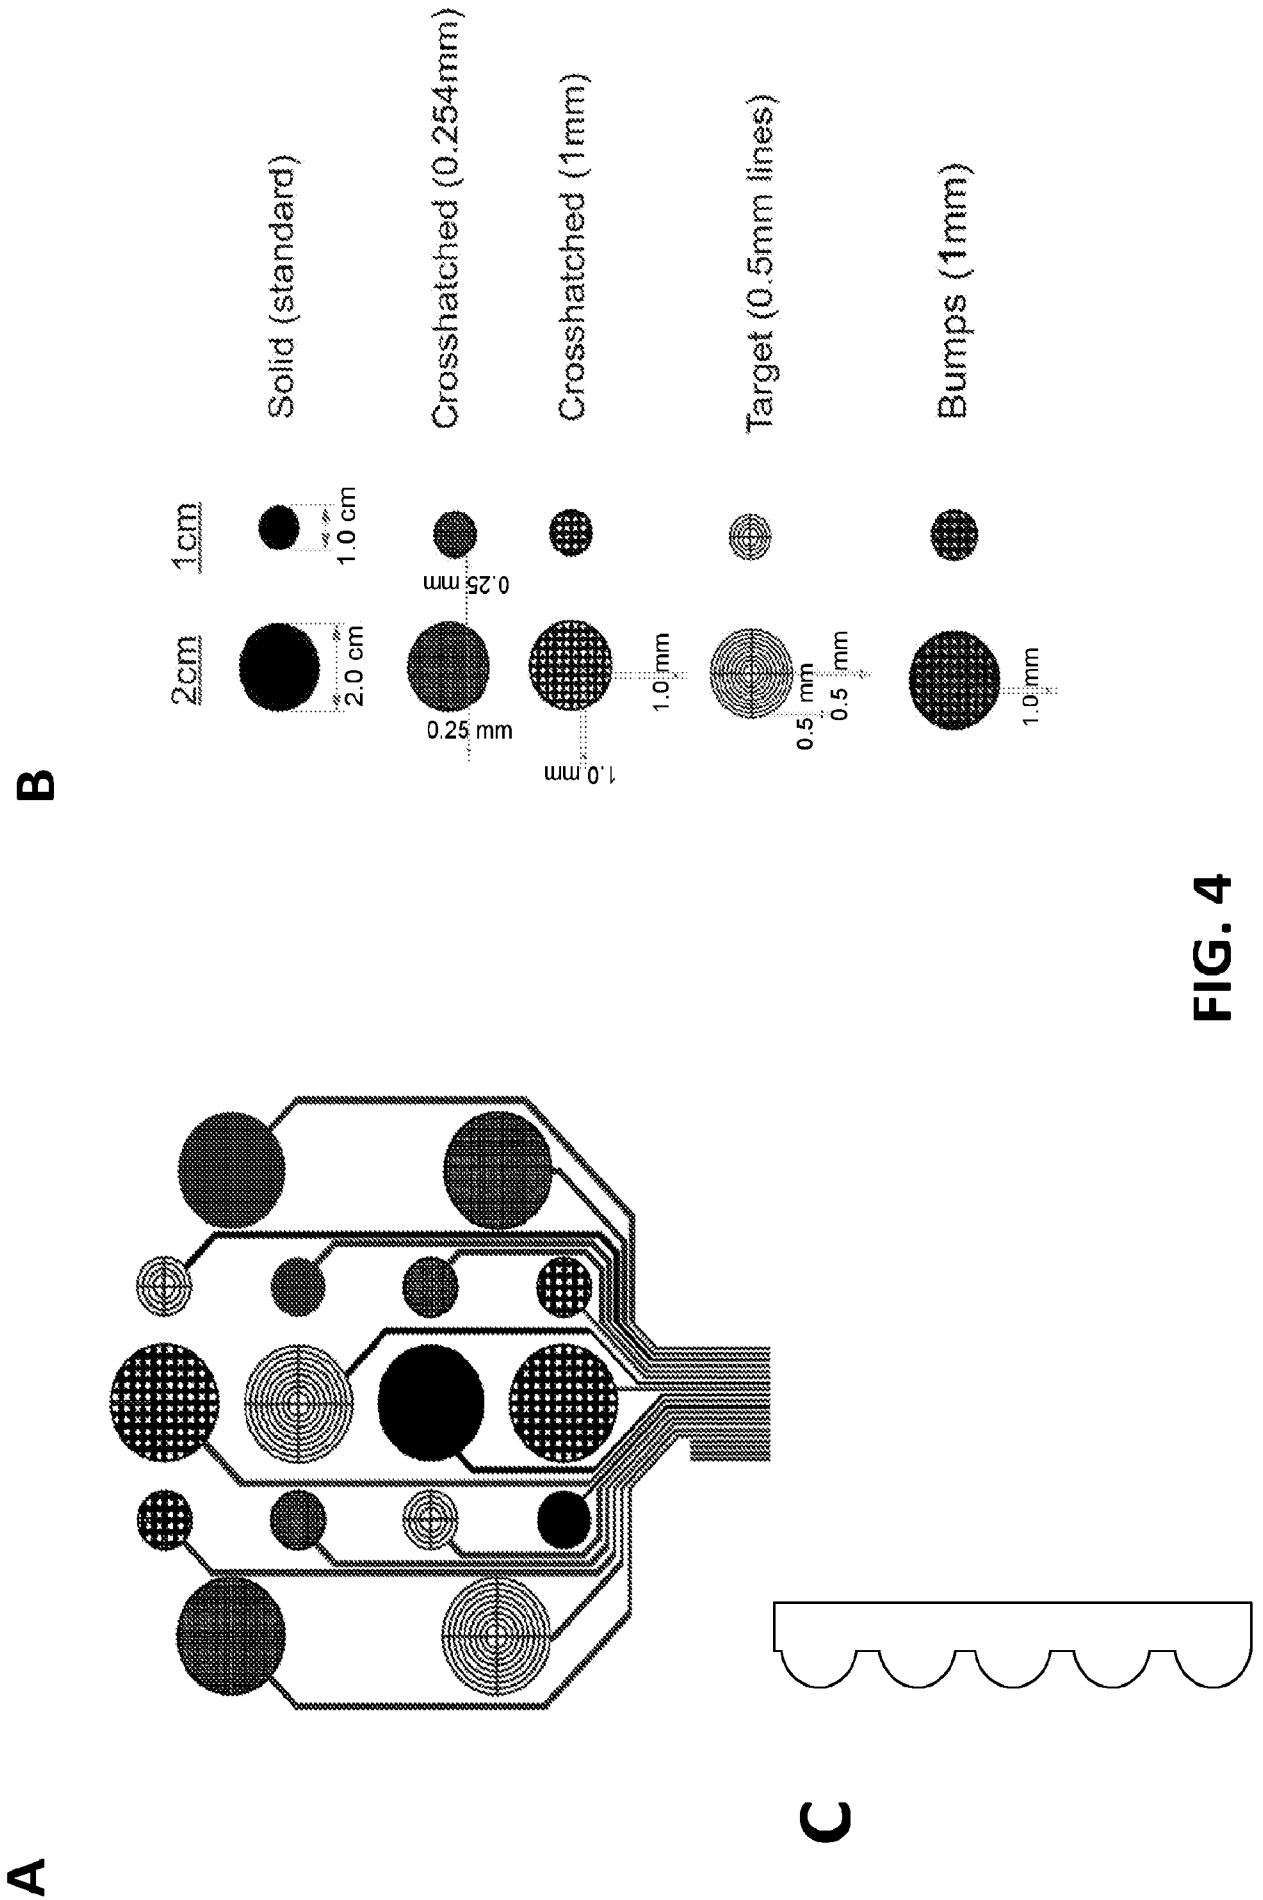 A
B
2cm
1cm
Solid (standard)
2.0 cm
1.0 cm
Crosshatched (0.254mm)
0.25 mm
0.25 mm
Crosshatched (1mm)
1.0 mm
1.0 mm
Target (0.5mm lines)
0.5 mm
0.5 mm
Bumps (1mm)
1.0 mm
C
FIG. 4